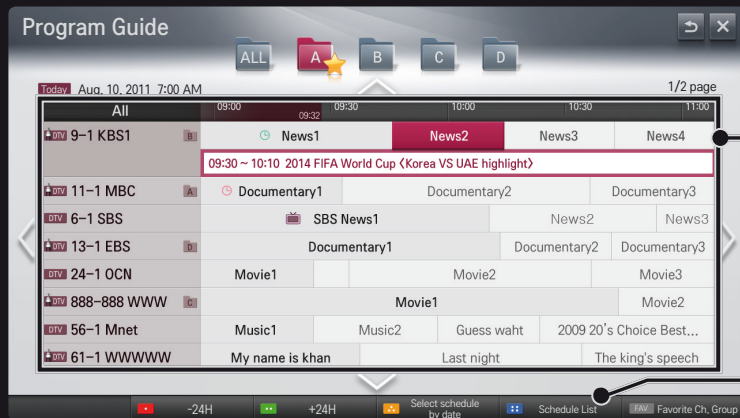 Program Guide
ALL A B C D
Today Aug. 10. 2011 7:00 AM 1/2 page
All 09:00 09:32 09:30 10:00 10:30 11:00
DTV 9-1 KBS1 B News1 News2 News3 News4
09:30 ~ 10:10 2014 FIFA World Cup 〈Korea VS UAE highlight〉
DTV 11-1 MBC A Documentary1 Documentary2 Documentary3
DTV 6-1 SBS SBS News1 News2 News3
DTV 13-1 EBS D Documentary1 Documentary2 Documentary3
DTV 24-1 OCN Movie1 Movie2 Movie3
DTV 888-888 WWW C Movie1 Movie2
DTV 56-1 Mnet Music1 Music2 Guess waht 2009 20's Choice Best...
DTV 61-1 WWWWW My name is khan Last night The king's speech
-24H +24H Select schedule by date Schedule List FAV Favorite Ch, Group